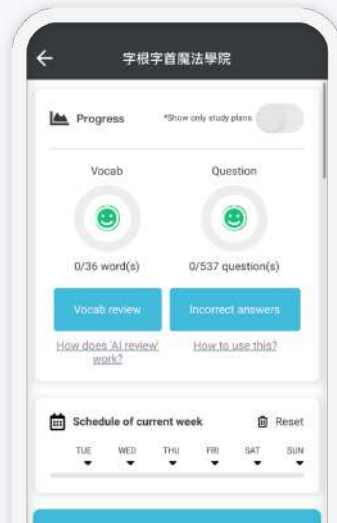 字根字首魔法學院
Progress *Show only study plans
Vocab Question
0/36 word(s) 0/537 question(s)
Vocab review Incorrect answers
How does 'AI review' How to use this?
work?
Schedule of current week Reset
TUE WED THU FRI SAT SUN